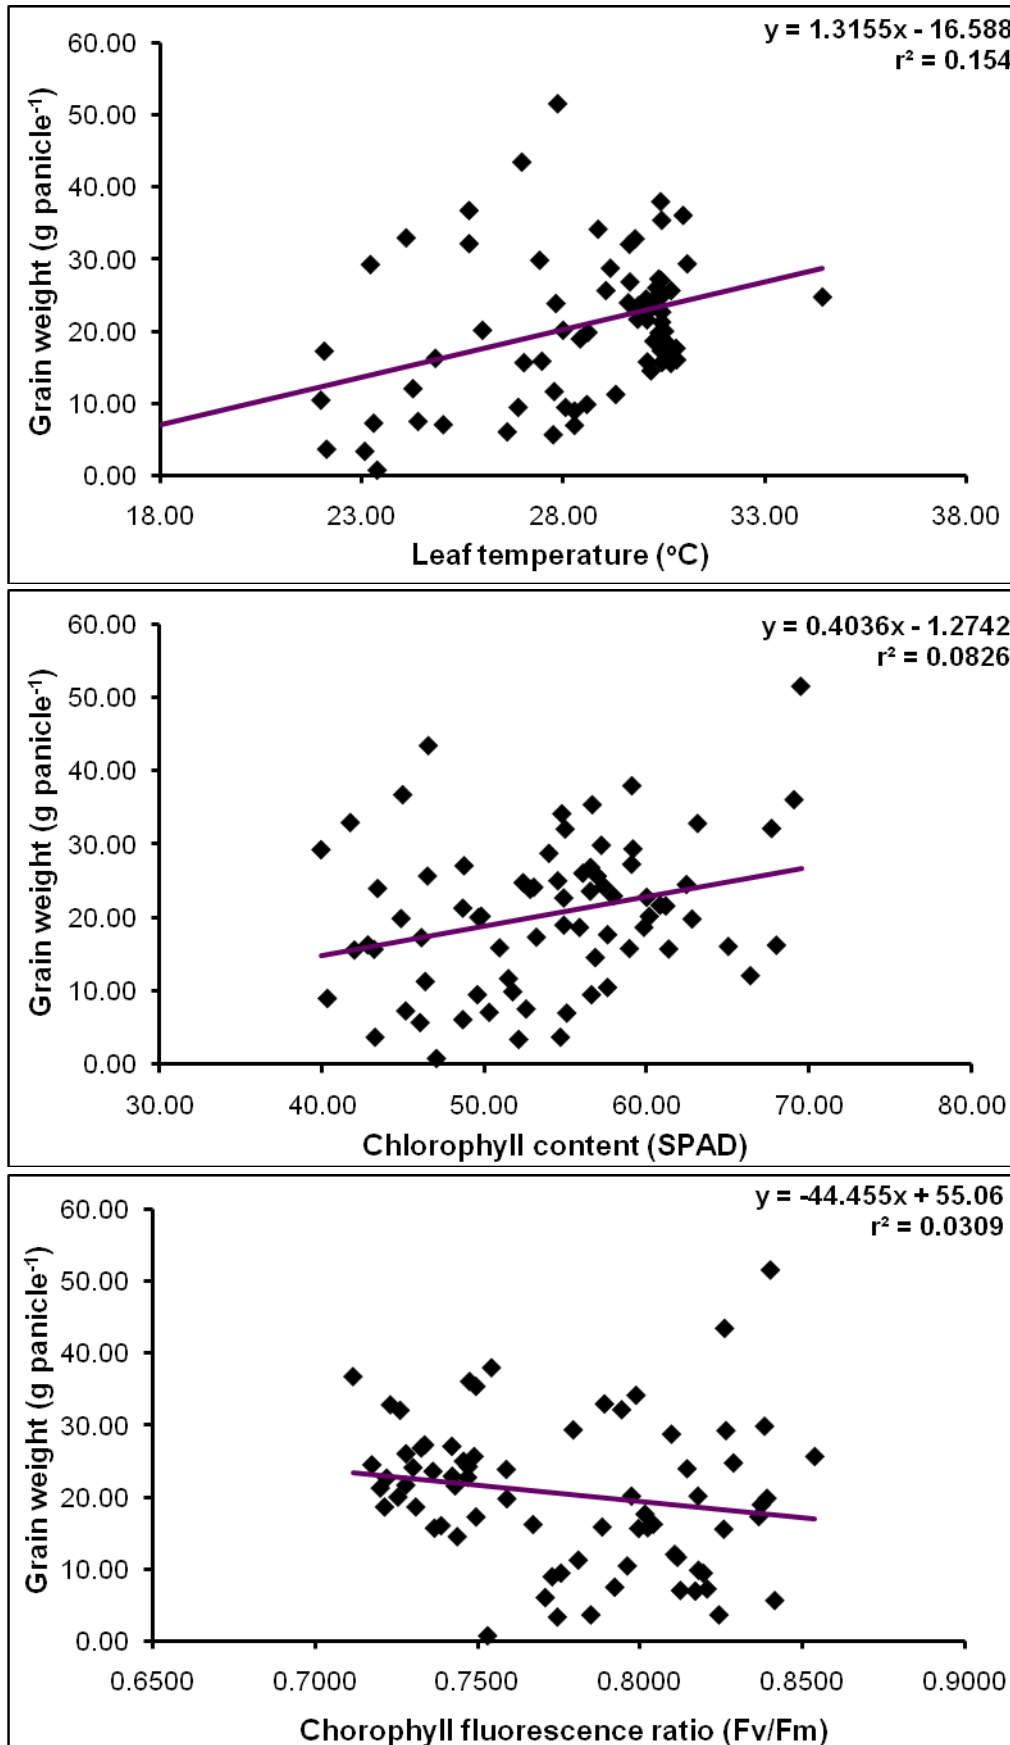 y = 1.3155x - 16.588
r² = 0.154
60.00
50.00
40.00
30.00
20.00
10.00
0.00
Grain weight (g panicle⁻¹)
18.00 23.00 28.00 33.00 38.00
Leaf temperature (°C)
y = 0.4036x - 1.2742
r² = 0.0826
60.00
50.00
40.00
30.00
20.00
10.00
0.00
Grain weight (g panicle⁻¹)
30.00 40.00 50.00 60.00 70.00 80.00
Chlorophyll content (SPAD)
y = -44.455x + 55.06
r² = 0.0309
60.00
50.00
40.00
30.00
20.00
10.00
0.00
Grain weight (g panicle⁻¹)
0.6500 0.7000 0.7500 0.8000 0.8500 0.9000
Chorophyll fluorescence ratio (Fv/Fm)